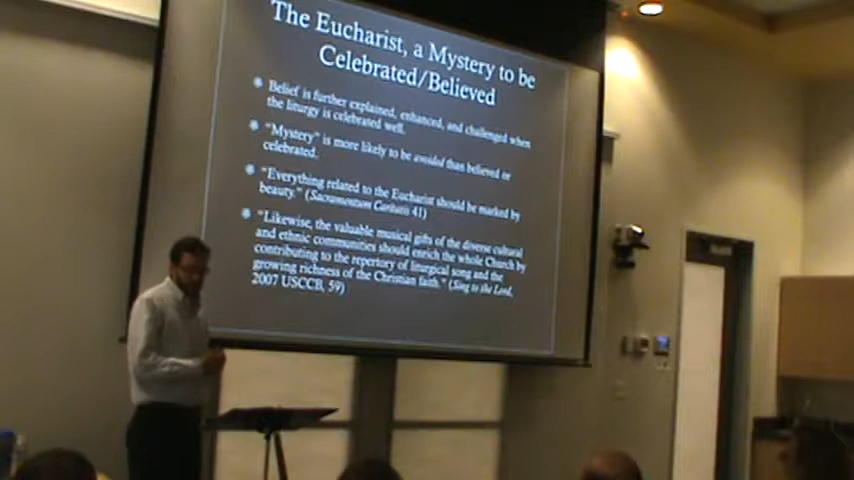 The Eucharist, a Mystery to be
Celebrated/Believed
Belief is further explained, enhanced, and challenged when
the liturgy is celebrated well.
"Mystery" is more likely to be avoided than believed or
celebrated.
"Everything related to the Eucharist should be marked by
beauty." (Sacramentum Caritatis 41)
"Likewise, the valuable musical gifts of the diverse cultural
and ethnic communities should enrich the whole Church by
contributing to the repertory of liturgical song and the
growing richness of the Christian faith." (Sing to the Lord,
2007 USCCB, 59)